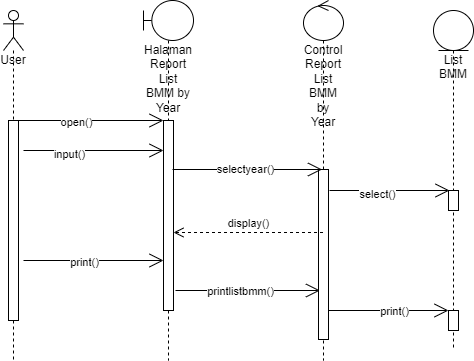 User
Halaman
Report
List
BMM by
Year
Control
Report
List
BMM
by
Year
List
BMM
open()
input()
selectyear()
select()
display()
print()
printlistbmm()
print()